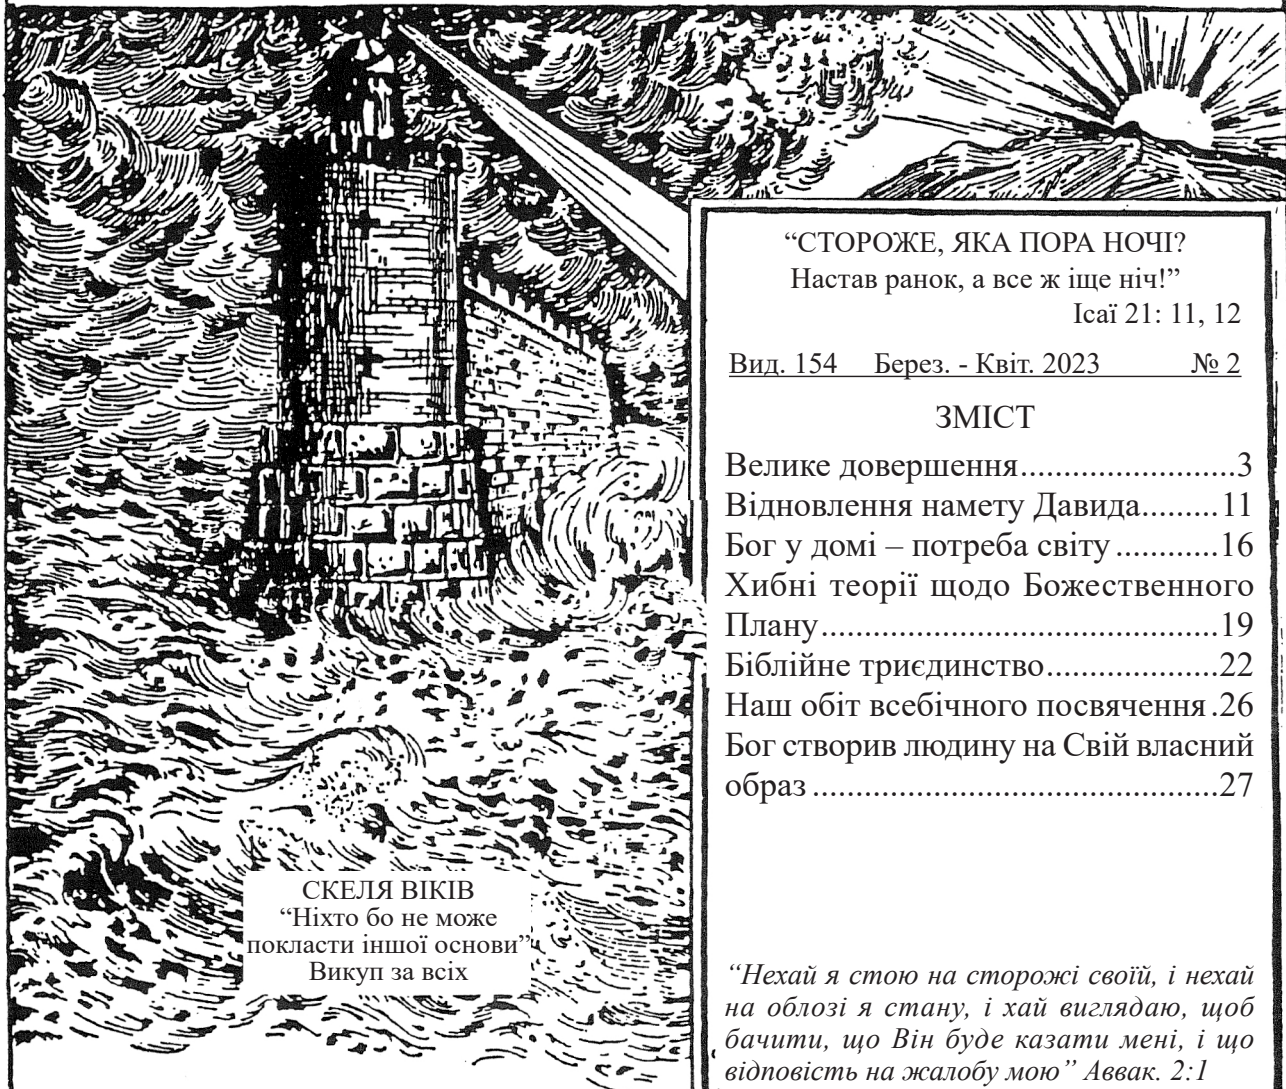 “СТОРОЖЕ, ЯКА ПОРА НОЧІ?
Настав ранок, а все ж іще ніч!”
Ісаї 21: 11, 12
Вид. 154 Берез. - Квіт. 2023 № 2
ЗМІСТ
Велике довершення..........................3
Відновлення намету Давида.........11
Бог у домі – потреба світу............16
Хибні теорії щодо Божественного
Плану................................................19
Біблійне триєдинство.....................22
Наш обіт всебічного посвячення.26
Бог створив людину на Свій власний
образ.................................................27
СКЕЛЯ ВІКІВ
“Ніхто бо не може
покласти іншої основи”
Викуп за всіх
“Нехай я стою на сторожі своїй, і нехай
на облозі я стану, і хай виглядаю, щоб
бачити, що Він буде казати мені, і що
відповість на жалобу мою” Аввак. 2:1